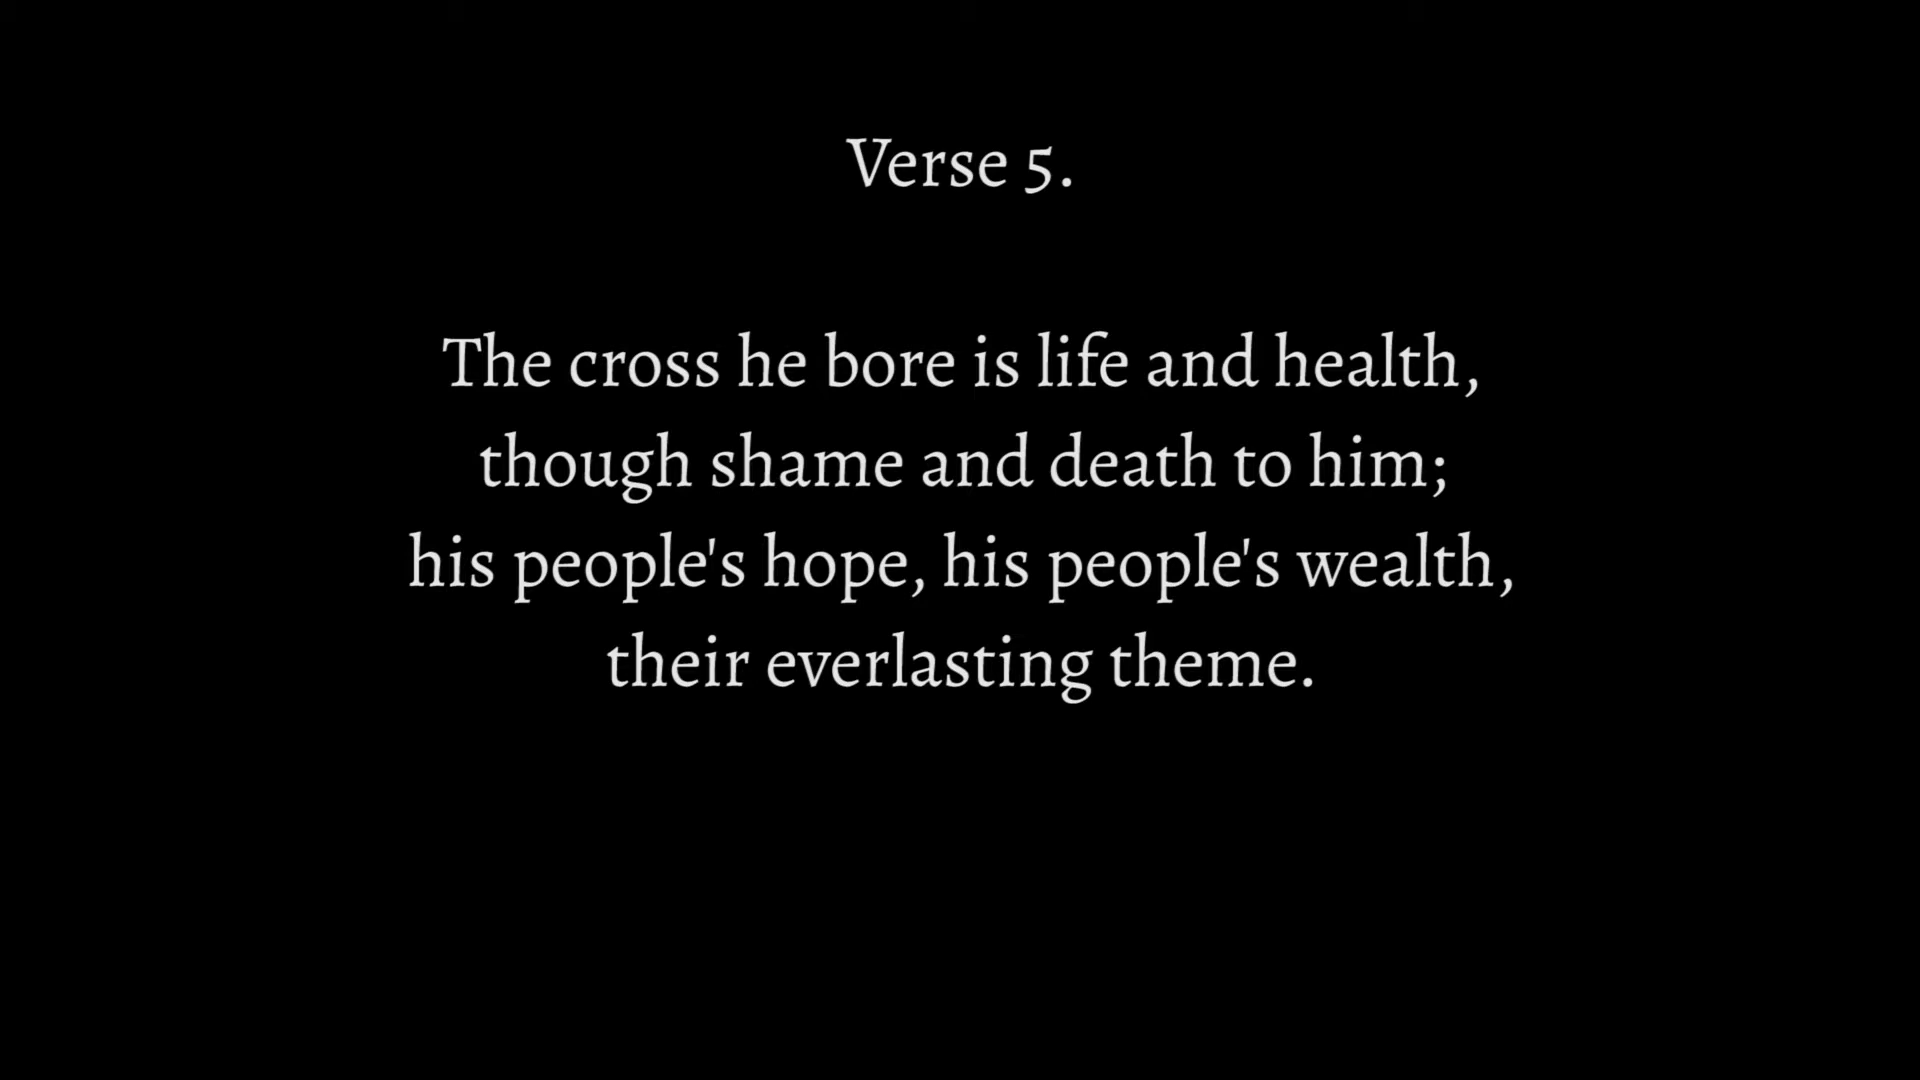 Verse 5.
The cross he bore is life and health,
though shame and death to him;
his people's hope, his people's wealth,
their everlasting theme.